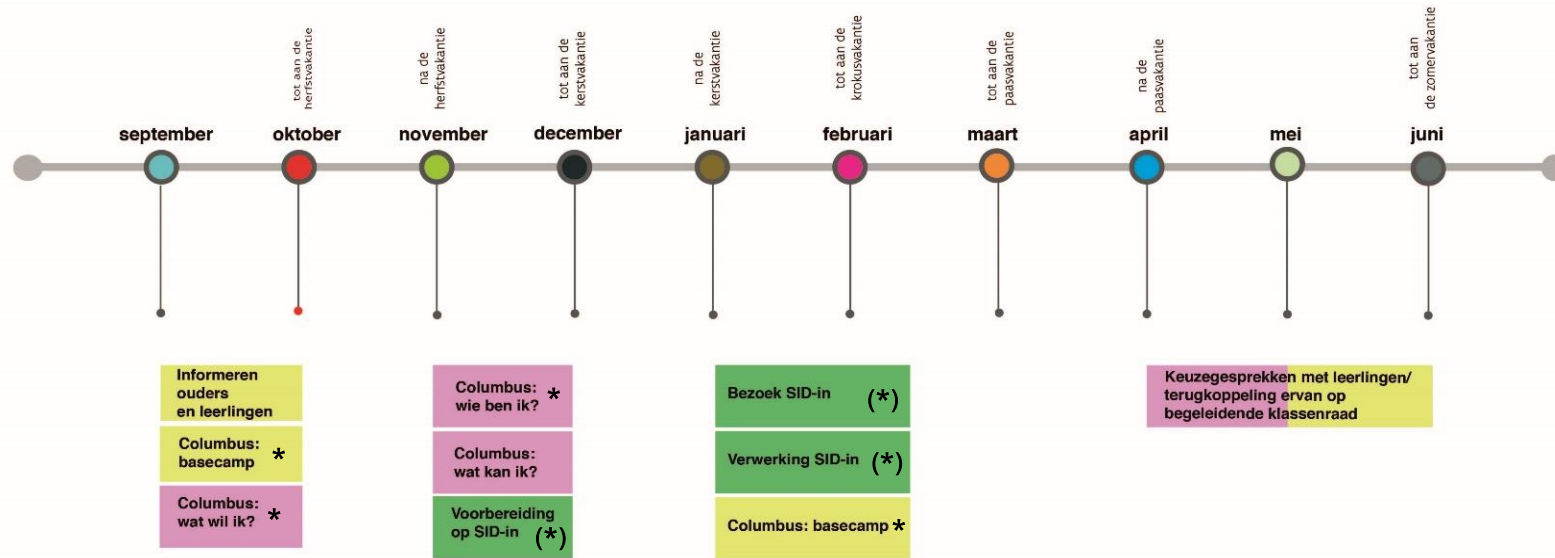 tot aan de
herfstvakantie
na de
herfstvakantie
tot aan de
kerstvakantie
na de
kerstvakantie
tot aan de
krokusvakantie
tot aan de
paasvakantie
na de
paasvakantie
tot aan
de zomervakantie
september
oktober
november
december
januari
februari
maart
april
mei
juni
Informeren
ouders
en leerlingen
Columbus:
basecamp *
Columbus:
wat wil ik? *
Columbus:
wie ben ik? *
Columbus:
wat kan ik?
Voorbereiding
op SID-in (*)
Bezoek SID-in (*)
Verwerking SID-in (*)
Columbus: basecamp *
Keuzegesprekken met leerlingen/
terugkoppeling ervan op
begeleidende klassenraad